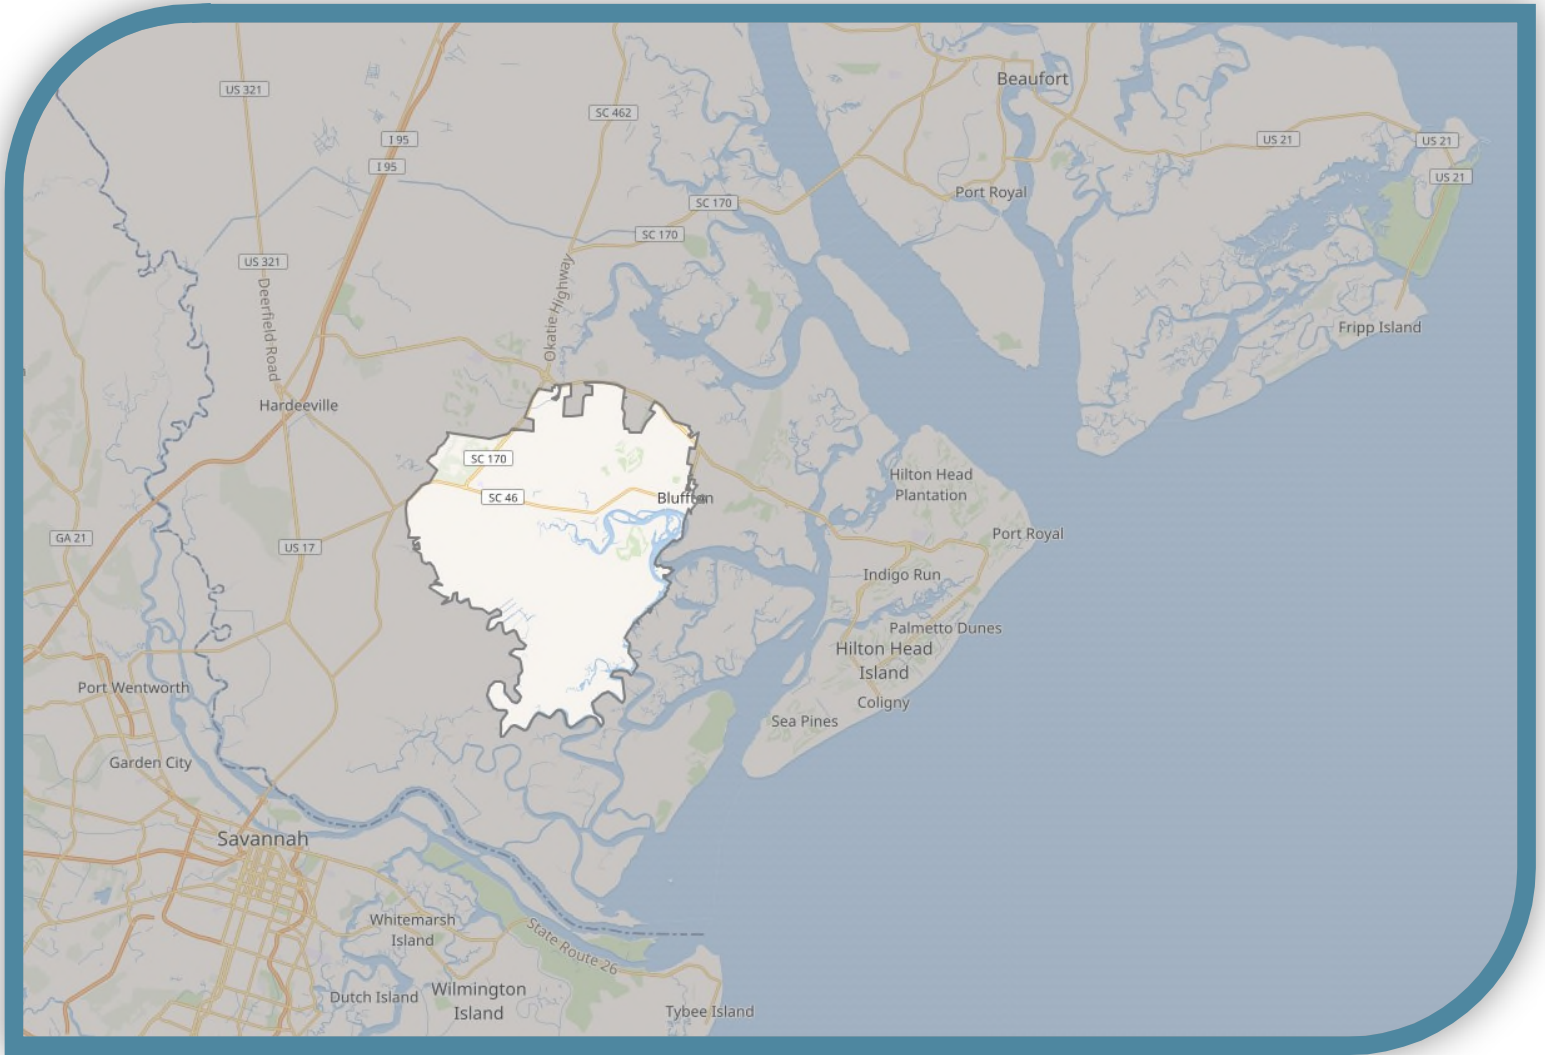 Beaufort
US 321
SC 462
I 95
US 21
US 21
I 95
US 21
Port Royal
SC 170
SC 170
US 321
Okatie Highway
Deerfield Road
Fripp Island
Hardeeville
SC 170
Hilton Head
Plantation
SC 46
Bluffton
Port Royal
GA 21
US 17
Indigo Run
Palmetto Dunes
Hilton Head
Island
Port Wentworth
Coligny
Sea Pines
Garden City
Savannah
Whitemarsh
Island
State Route 26
Wilmington
Island
Dutch Island
Tybee Island